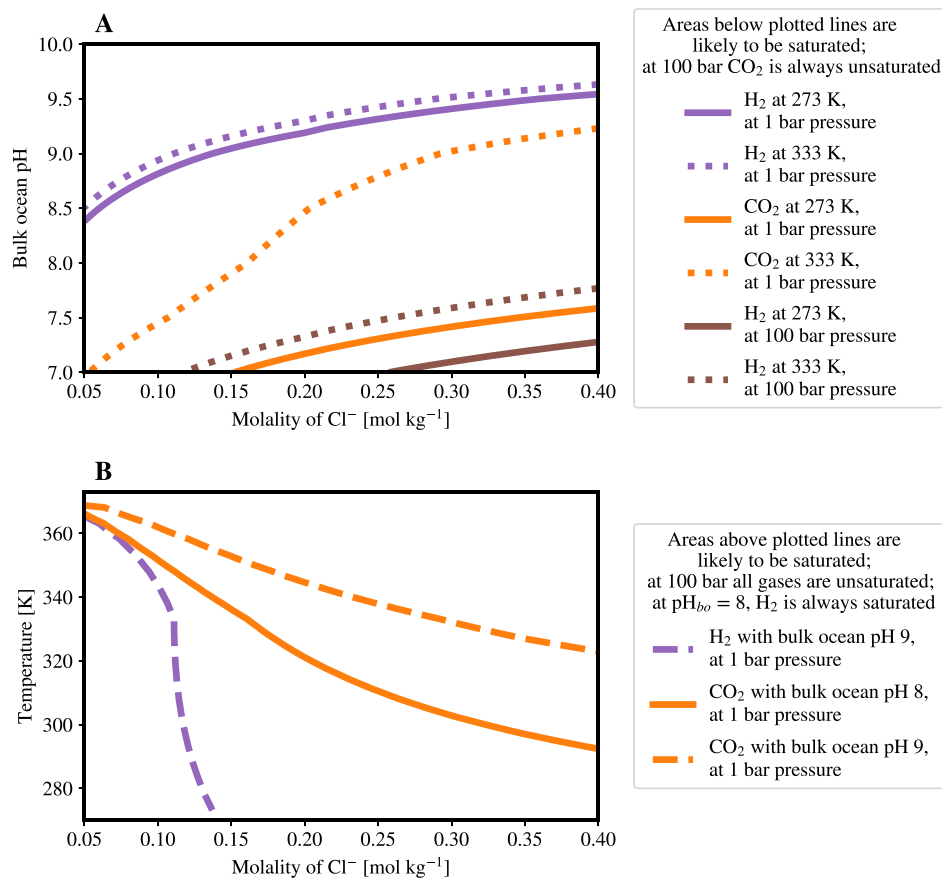 A
Bulk ocean pH
10.0
9.5
9.0
8.5
8.0
7.5
7.0
0.05
0.10
0.15
0.20
0.25
0.30
0.35
0.40
Molality of Cl⁻ [mol kg⁻¹]
Areas below plotted lines are
likely to be saturated;
at 100 bar CO₂ is always unsaturated
H₂ at 273 K,
at 1 bar pressure
H₂ at 333 K,
at 1 bar pressure
CO₂ at 273 K,
at 1 bar pressure
CO₂ at 333 K,
at 1 bar pressure
H₂ at 273 K,
at 100 bar pressure
H₂ at 333 K,
at 100 bar pressure
B
Temperature [K]
360
340
320
300
280
0.05
0.10
0.15
0.20
0.25
0.30
0.35
0.40
Molality of Cl⁻ [mol kg⁻¹]
Areas above plotted lines are
likely to be saturated;
at 100 bar all gases are unsaturated;
at pH_bo = 8, H₂ is always saturated
H₂ with bulk ocean pH 9,
at 1 bar pressure
CO₂ with bulk ocean pH 8,
at 1 bar pressure
CO₂ with bulk ocean pH 9,
at 1 bar pressure